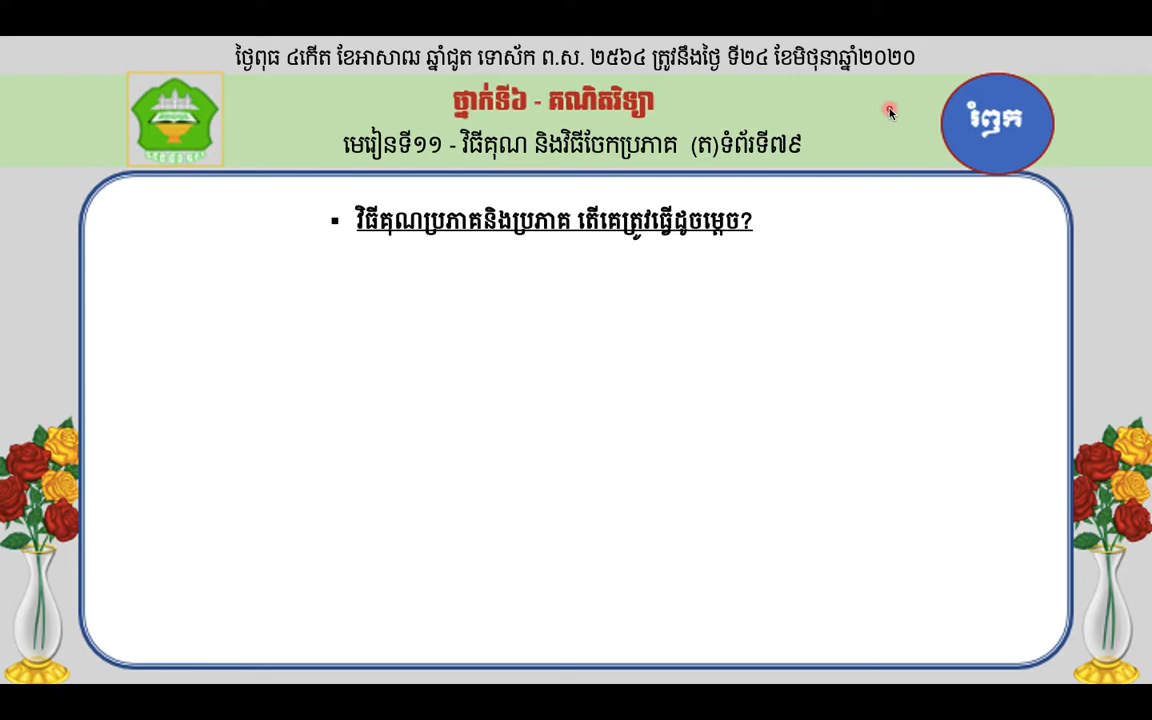 ថ្ងៃពុធ ៤កើត ខែអាសាឍ ឆ្នាំជូត ទោស័ក ព.ស. ២៥៦៤ ត្រូវនឹងថ្ងៃ ទី២៤ ខែមិថុនាឆ្នាំ២០២០
ថ្នាក់ទី៦ - គណិតវិទ្យា
រំឭក
មេរៀនទី១១ - វិធីគុណ និងវិធីចែកប្រភាគ (ត)ទំព័រទី៧៩
▪ វិធីគុណប្រភាគនិងប្រភាគ តើគេត្រូវធ្វើដូចម្ដេច?